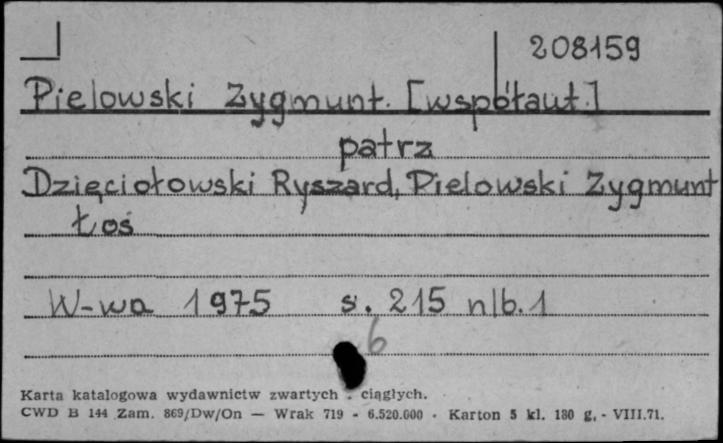 208159
Pielowski Zygmunt. [współaut.]
patrz
Dzięciołowski Ryszard, Pielowski Zygmunt
Łoś
W-wa 1975 s. 215 nlb. 1
6
Karta katalogowa wydawnictw zwartych . ciągłych.
CWD B 144 Zam. 869/Dw/On — Wrak 719 - 6.520.000 - Karton 5 kl. 180 g. - VIII.71.